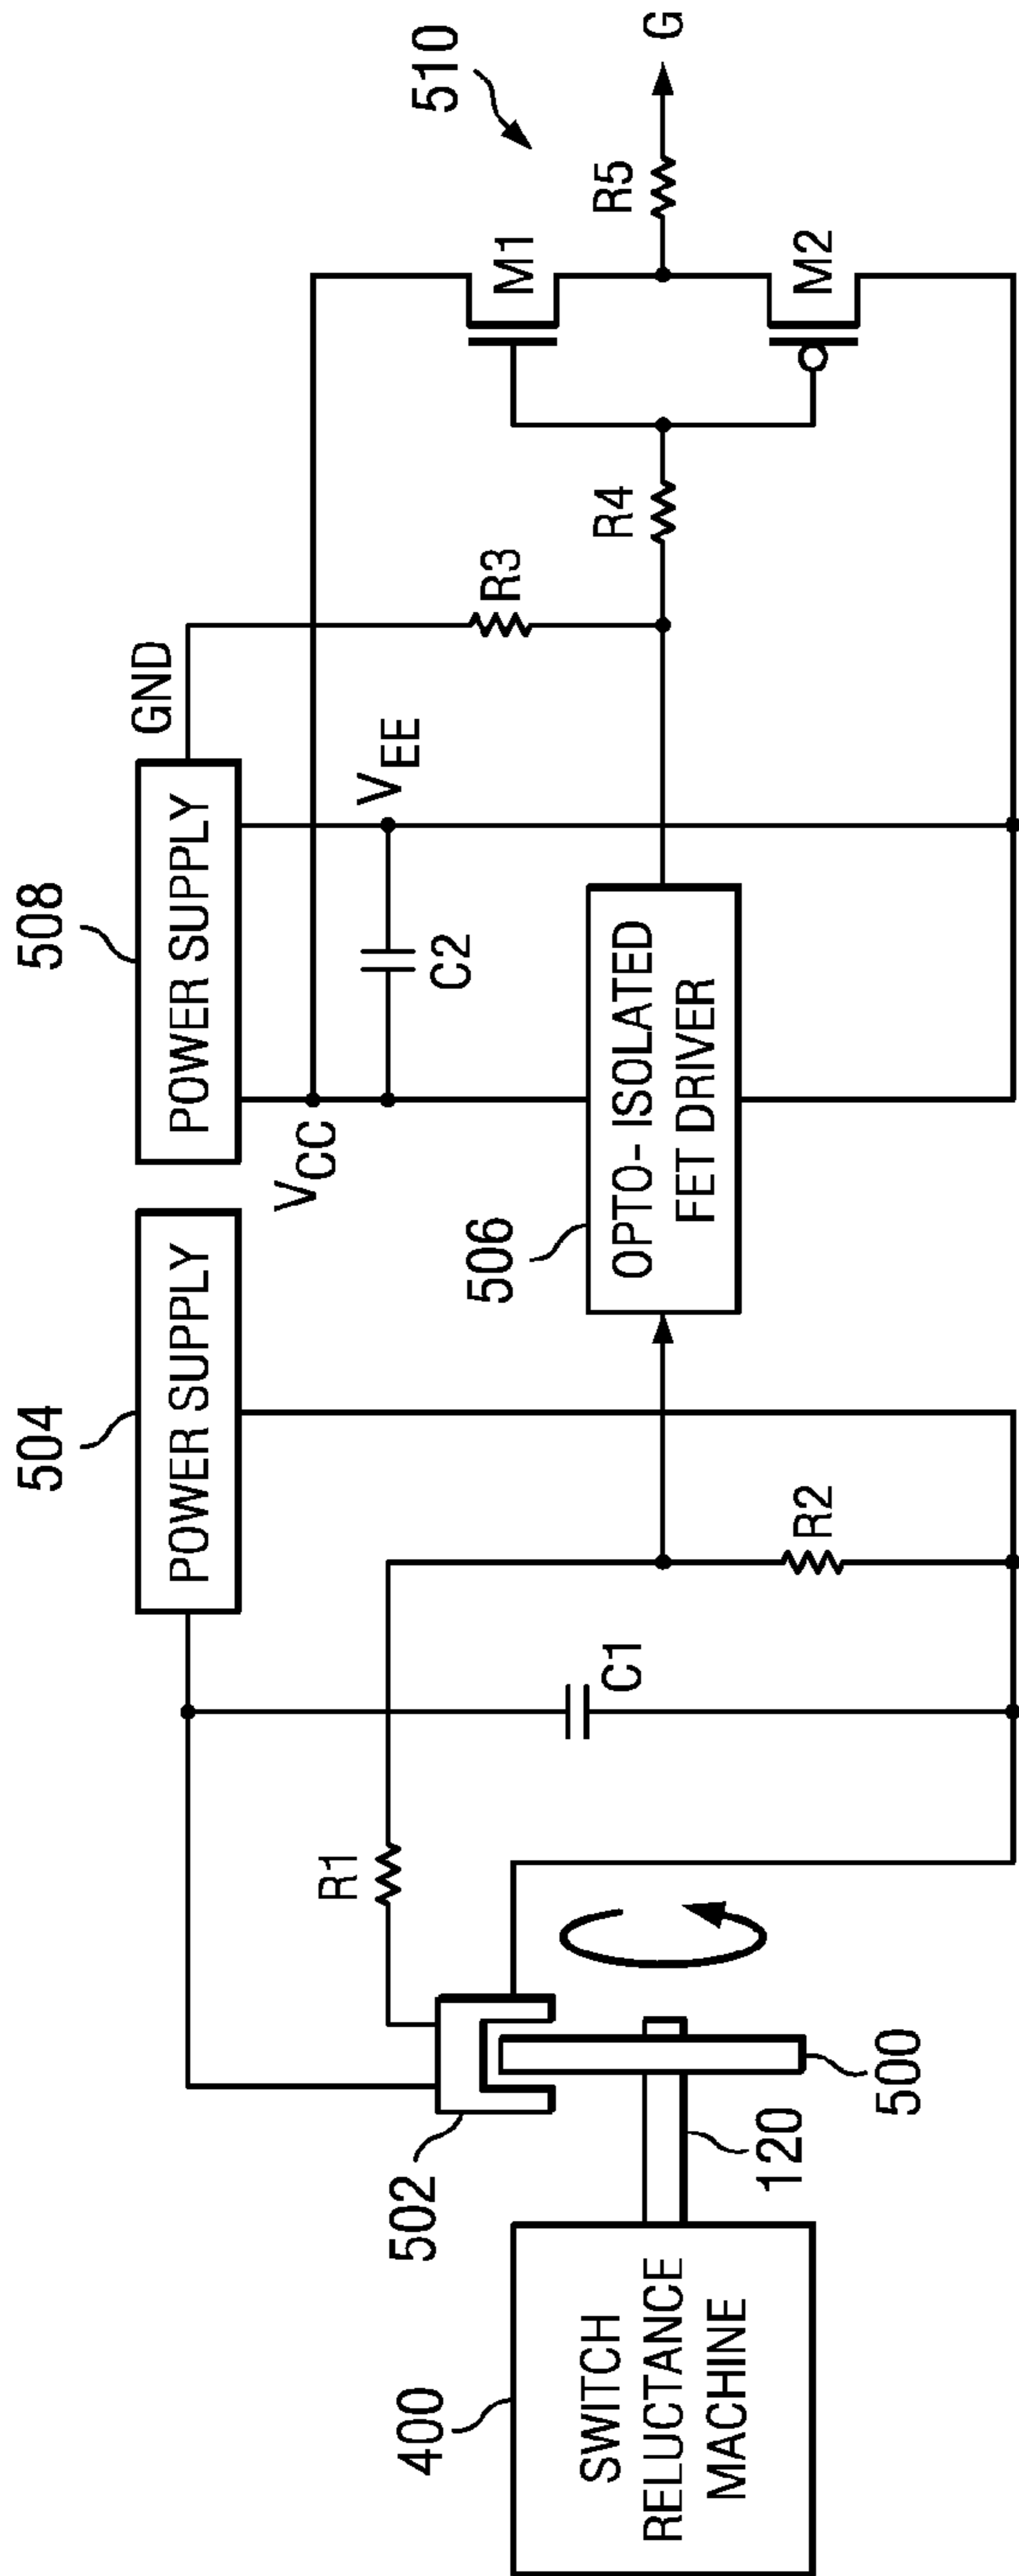 504
POWER SUPPLY
508
POWER SUPPLY
GND
VCC
VEE
C2
R3
510
M1
M2
R4
R5
G
502
R1
C1
R2
506
OPTO- ISOLATED
FET DRIVER
400
SWITCH
RELUCTANCE
MACHINE
120
500